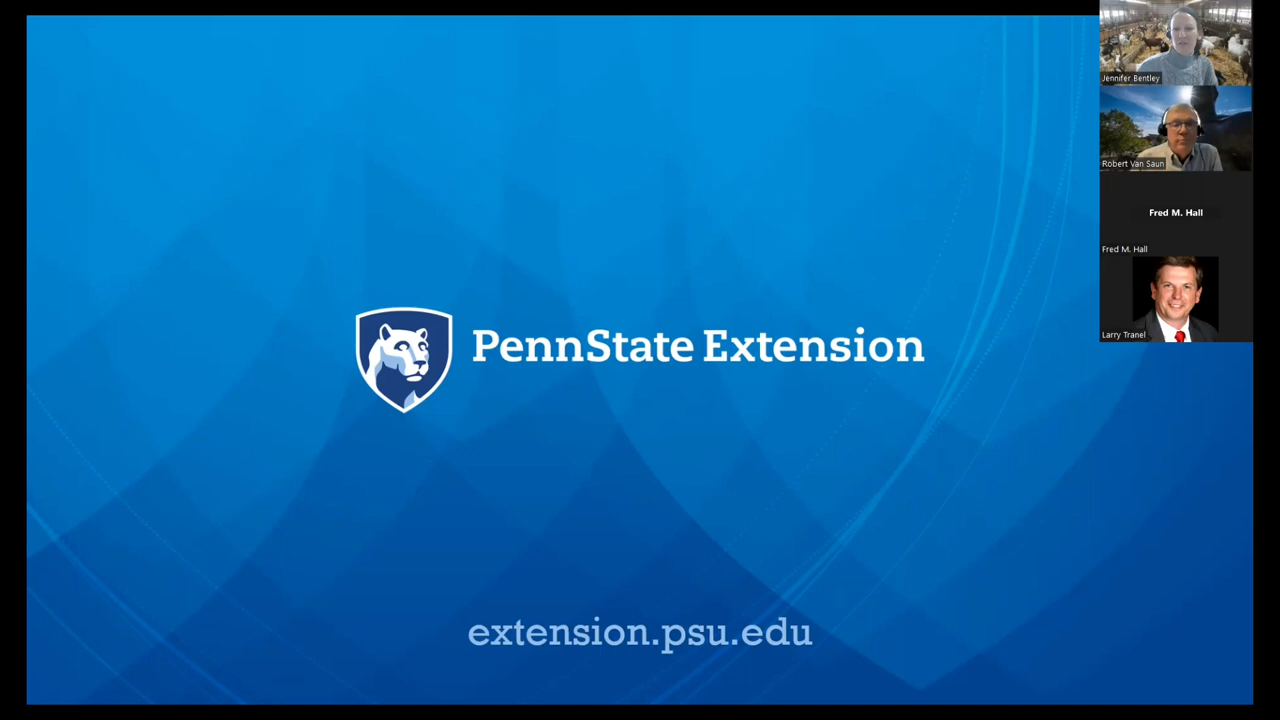 PennState Extension
extension.psu.edu
Jennifer Bentley
Robert Van Saun
Fred M. Hall
Fred M. Hall
Larry Tranel